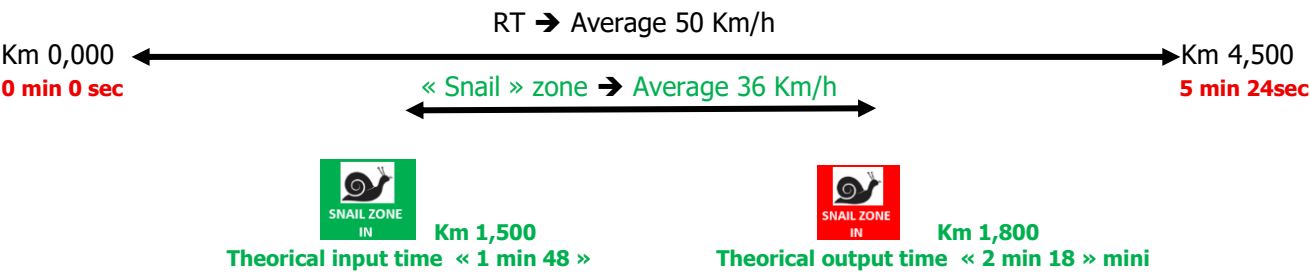 RT ➔ Average 50 Km/h
Km 0,000
Km 4,500
0 min 0 sec
« Snail » zone ➔ Average 36 Km/h
5 min 24sec
SNAIL ZONE
IN
Km 1,500
SNAIL ZONE
IN
Km 1,800
Theorical input time « 1 min 48 »
Theorical output time « 2 min 18 » mini